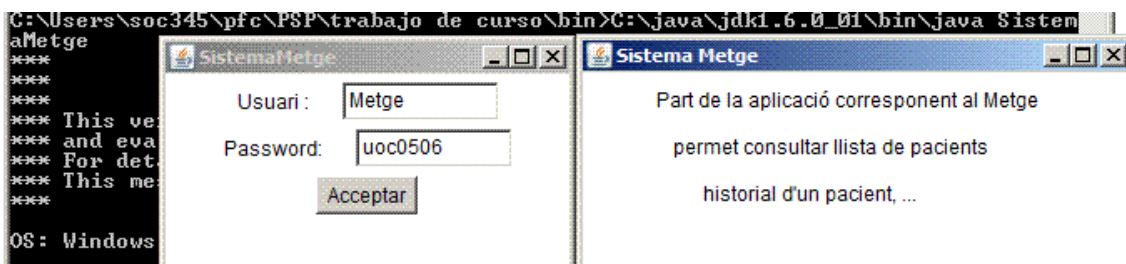 C:\Users\soc345\pfc\PSP\trabajo de curso\bin>C:\java\jdk1.6.0_01\bin\java Sistem
aMetge
***
***
***
*** This ve
*** and eva
*** For det
*** This me
***
OS: Windows
SistemaMetge
Usuari : Metge
Password: uoc0506
Acceptar
Sistema Metge
Part de la aplicació corresponent al Metge
permet consultar llista de pacients
historial d'un pacient, ...